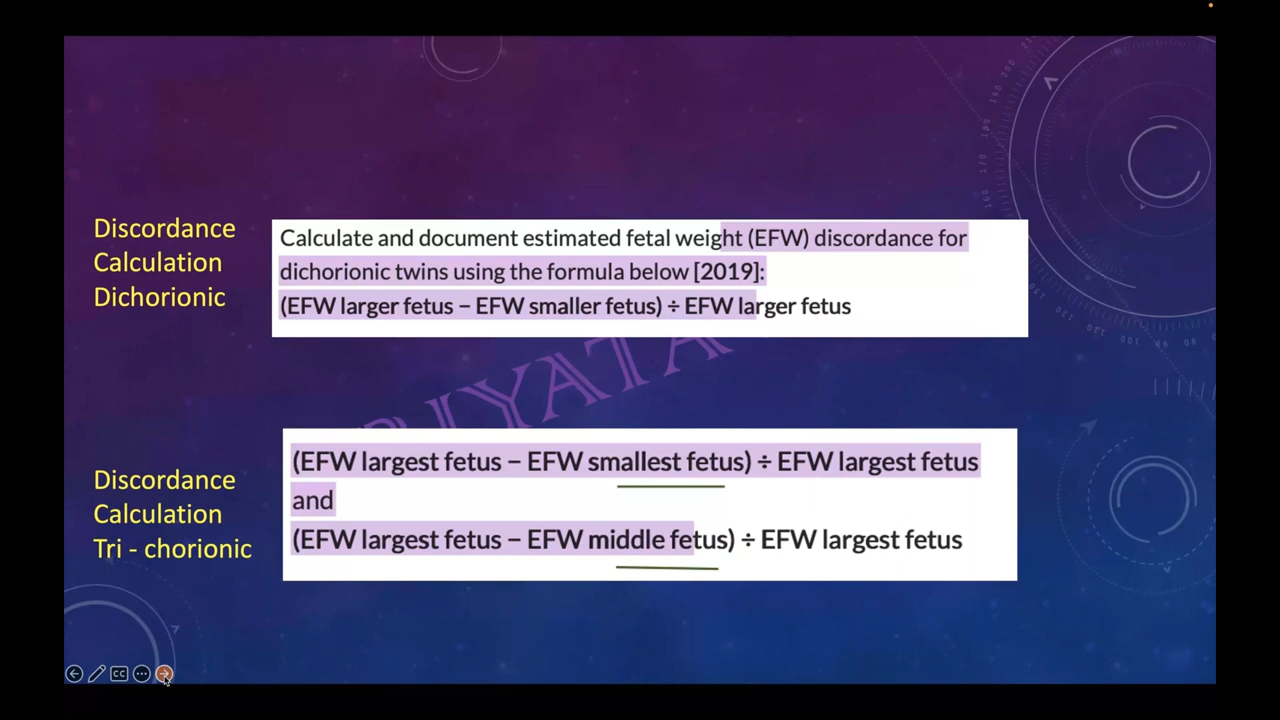 Discordance
Calculation
Dichorionic
Calculate and document estimated fetal weight (EFW) discordance for
dichorionic twins using the formula below [2019]:
(EFW larger fetus − EFW smaller fetus) ÷ EFW larger fetus
Discordance
Calculation
Tri - chorionic
(EFW largest fetus − EFW smallest fetus) ÷ EFW largest fetus
and
(EFW largest fetus − EFW middle fetus) ÷ EFW largest fetus
CC